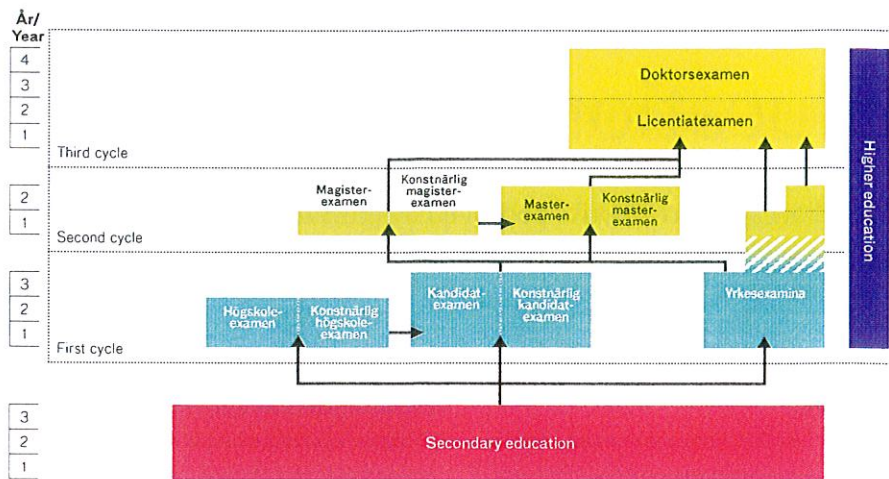 År/
Year
4
3
2
1
Doktorsexamen
Licentiatexamen
Third cycle
Higher education
2
1
Magister-
examen
Konstnärlig
magister-
examen
Master-
examen
Konstnärlig
master-
examen
Second cycle
3
2
1
Högskole-
examen
Konstnärlig
högskole-
examen
Kandidat-
examen
Konstnärlig
kandidat-
examen
Yrkesexamina
First cycle
3
2
1
Secondary education